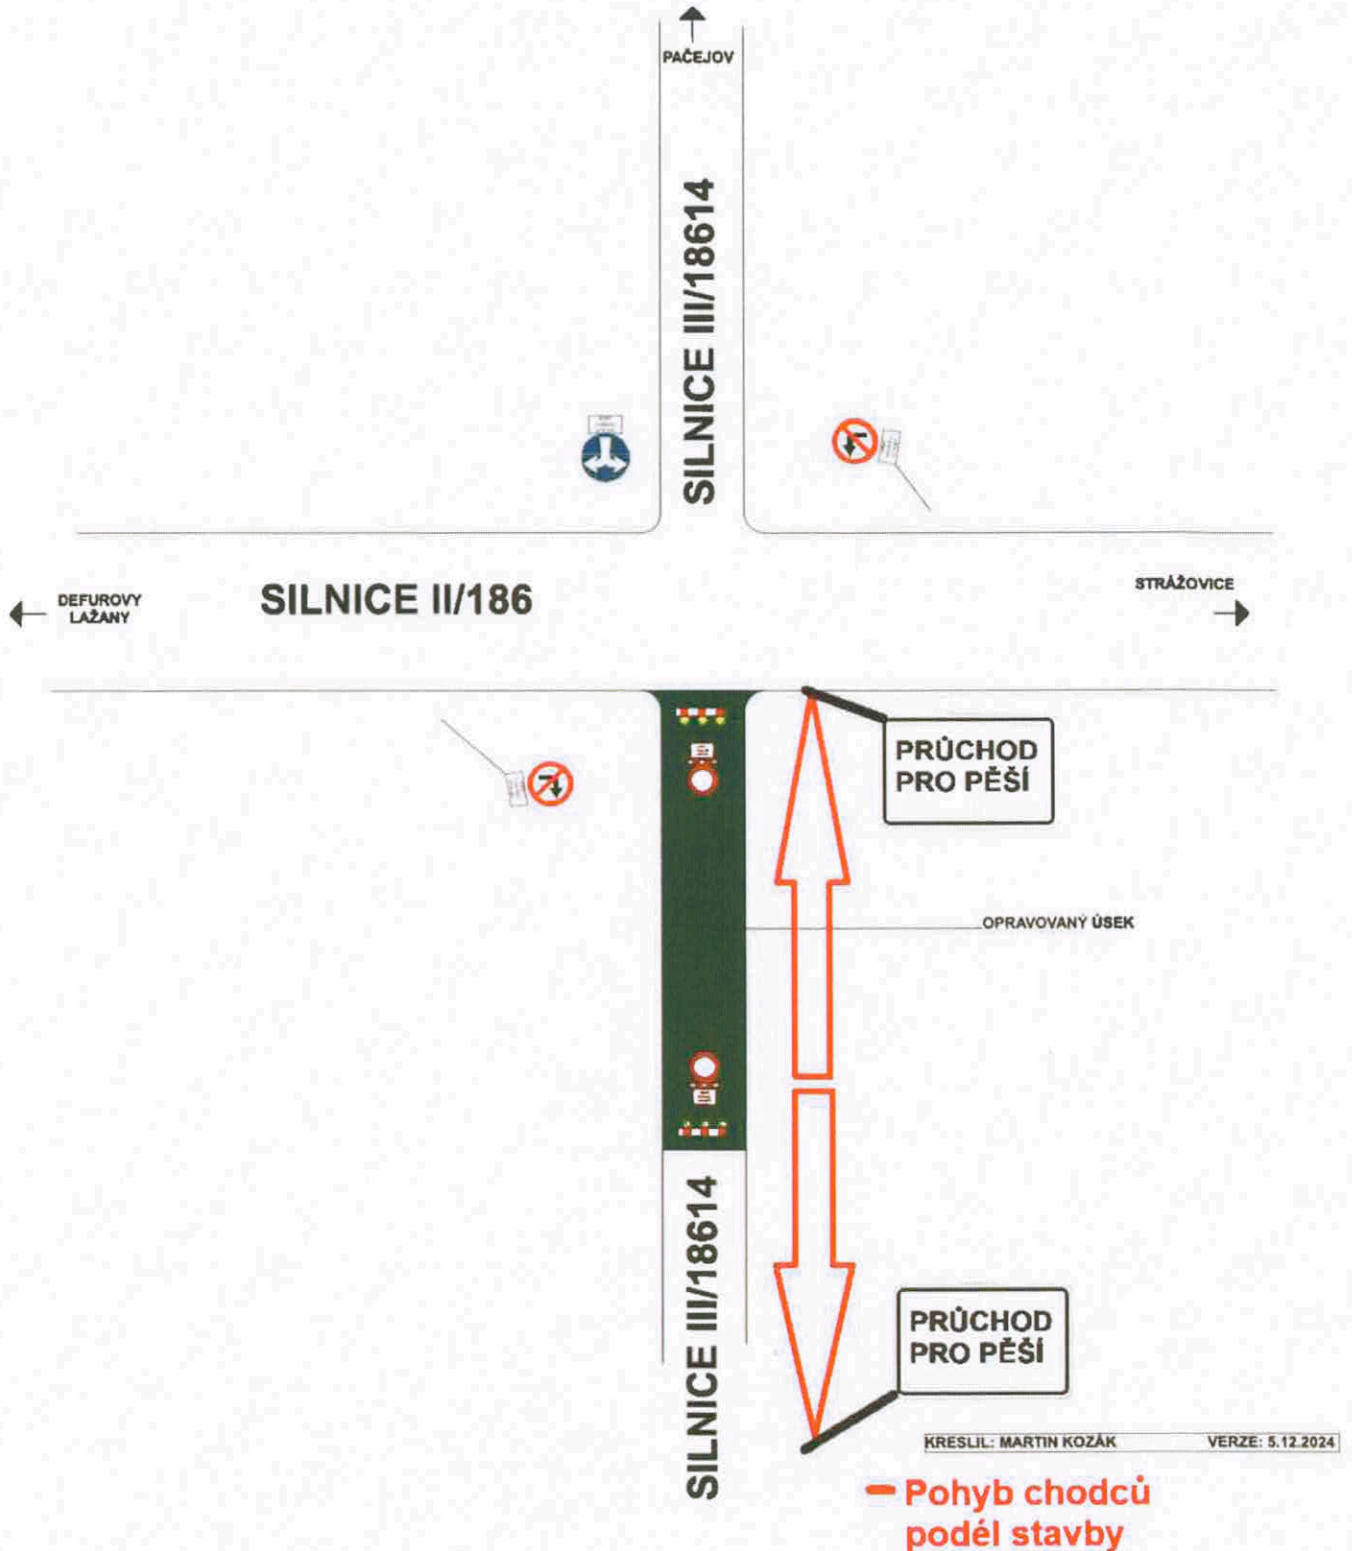 PAČEJOV
SILNICE III/18614
DEFUROVY
LAŽANY
SILNICE II/186
STRÁŽOVICE
PRŮCHOD
PRO PĚŠÍ
OPRAVOVANÝ ÚSEK
SILNICE III/18614
PRŮCHOD
PRO PĚŠÍ
KRESLIL: MARTIN KOZÁK VERZE: 5.12.2024
Pohyb chodců
podél stavby